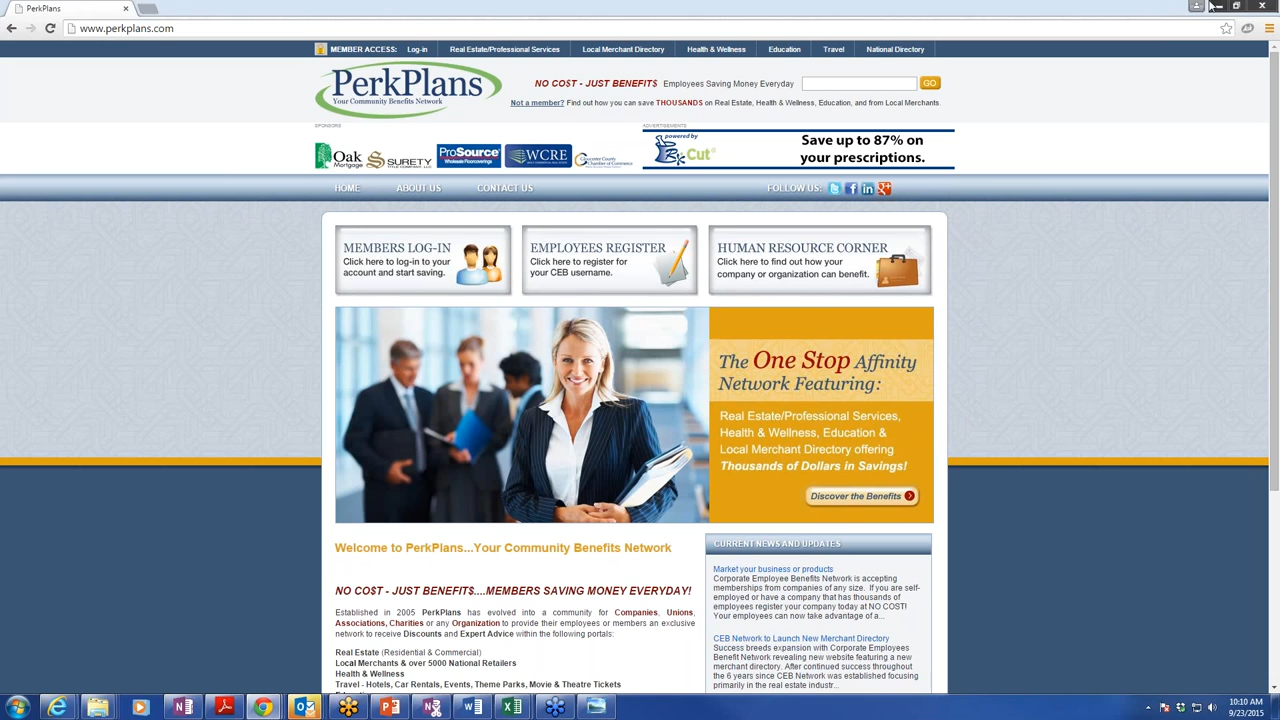 PerkPlans
www.perkplans.com
MEMBER ACCESS: Log-in Real Estate/Professional Services Local Merchant Directory Health & Wellness Education Travel National Directory
PerkPlans
Your Community Benefits Network
NO CO$T - JUST BENEFIT$ Employees Saving Money Everyday GO
Not a member? Find out how you can save THOUSANDS on Real Estate, Health & Wellness, Education, and from Local Merchants.
SPONSORS
ADVERTISEMENTS
Oak
Mortgage
SURETY
ProSource
Wholesale Floorcoverings
WCRE
Gloucester County
Chamber of Commerce
powered by
Cut
Save up to 87% on
your prescriptions.
HOME ABOUT US CONTACT US FOLLOW US:
MEMBERS LOG-IN
Click here to log-in to your
account and start saving.
EMPLOYEES REGISTER
Click here to register for
your CEB username.
HUMAN RESOURCE CORNER
Click here to find out how your
company or organization can benefit.
The One Stop Affinity
Network Featuring:
Real Estate/Professional Services,
Health & Wellness, Education &
Local Merchant Directory offering
Thousands of Dollars in Savings!
Discover the Benefits
Welcome to PerkPlans...Your Community Benefits Network
NO CO$T - JUST BENEFIT$....MEMBERS SAVING MONEY EVERYDAY!
Established in 2005 PerkPlans has evolved into a community for Companies, Unions,
Associations, Charities or any Organization to provide their employees or members an exclusive
network to receive Discounts and Expert Advice within the following portals:
Real Estate (Residential & Commercial)
Local Merchants & over 5000 National Retailers
Health & Wellness
Travel - Hotels, Car Rentals, Events, Theme Parks, Movie & Theatre Tickets
CURRENT NEWS AND UPDATES
Market your business or products
Corporate Employee Benefits Network is accepting
memberships from companies of any size. If you are self-
employed or have a company that has thousands of
employees register your company today at NO COST!
Your employees can now take advantage of a...
CEB Network to Launch New Merchant Directory
Success breeds expansion with Corporate Employees
Benefit Network revealing new website featuring a new
merchant directory. After continued success throughout
the 6 years since CEB Network was established focusing
primarily in the real estate industr...
10:10 AM
9/23/2015